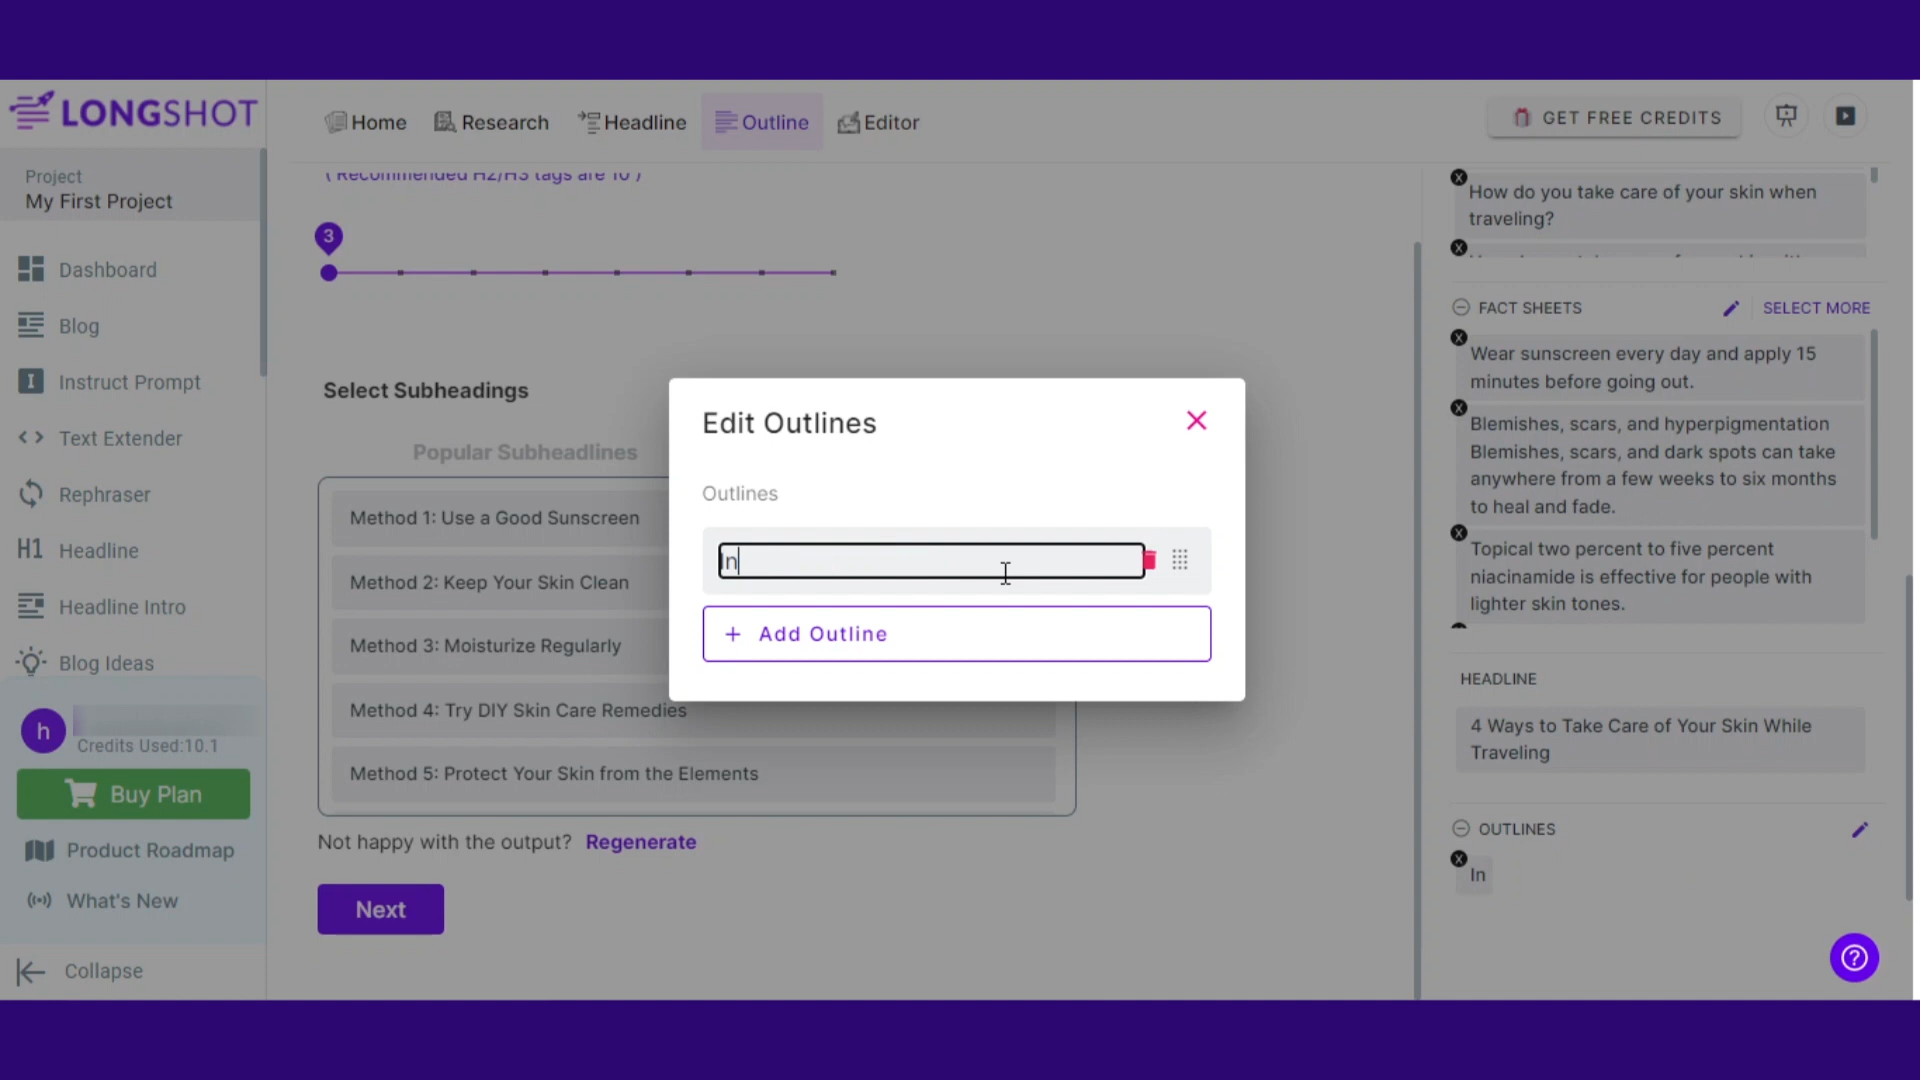 LONGSHOT
Home
Research
Headline
Outline
Editor
GET FREE CREDITS
Project
My First Project
Dashboard
Blog
I Instruct Prompt
Text Extender
Rephraser
H1 Headline
Headline Intro
Blog Ideas
h
Credits Used:10.1
Buy Plan
Product Roadmap
What's New
Collapse
( Recommended H2/H3 tags are 10 )
3
Select Subheadings
Popular Subheadlines
Method 1: Use a Good Sunscreen
Method 2: Keep Your Skin Clean
Method 3: Moisturize Regularly
Method 4: Try DIY Skin Care Remedies
Method 5: Protect Your Skin from the Elements
Not happy with the output? Regenerate
Next
Edit Outlines
Outlines
In
+ Add Outline
How do you take care of your skin when
traveling?
FACT SHEETS
SELECT MORE
Wear sunscreen every day and apply 15
minutes before going out.
Blemishes, scars, and hyperpigmentation
Blemishes, scars, and dark spots can take
anywhere from a few weeks to six months
to heal and fade.
Topical two percent to five percent
niacinamide is effective for people with
lighter skin tones.
HEADLINE
4 Ways to Take Care of Your Skin While
Traveling
OUTLINES
In